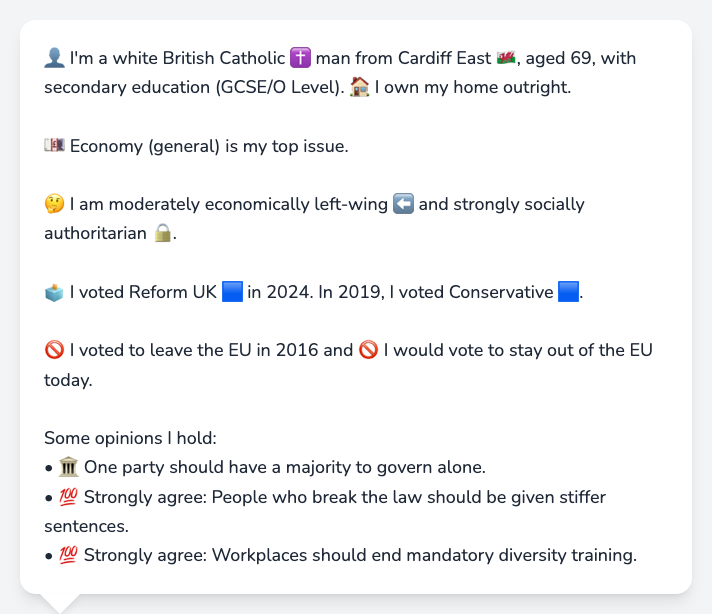 👤 I'm a white British Catholic ✝️ man from Cardiff East 🏴󠁧󠁢󠁷󠁬󠁳󠁿, aged 69, with
secondary education (GCSE/O Level). 🏠 I own my home outright.
💷 Economy (general) is my top issue.
🤔 I am moderately economically left-wing ⬅️ and strongly socially
authoritarian 🔒.
🗳️ I voted Reform UK 🟦 in 2024. In 2019, I voted Conservative 🟦.
🚫 I voted to leave the EU in 2016 and 🚫 I would vote to stay out of the EU
today.
Some opinions I hold:
• 🏛️ One party should have a majority to govern alone.
• 💯 Strongly agree: People who break the law should be given stiffer
sentences.
• 💯 Strongly agree: Workplaces should end mandatory diversity training.